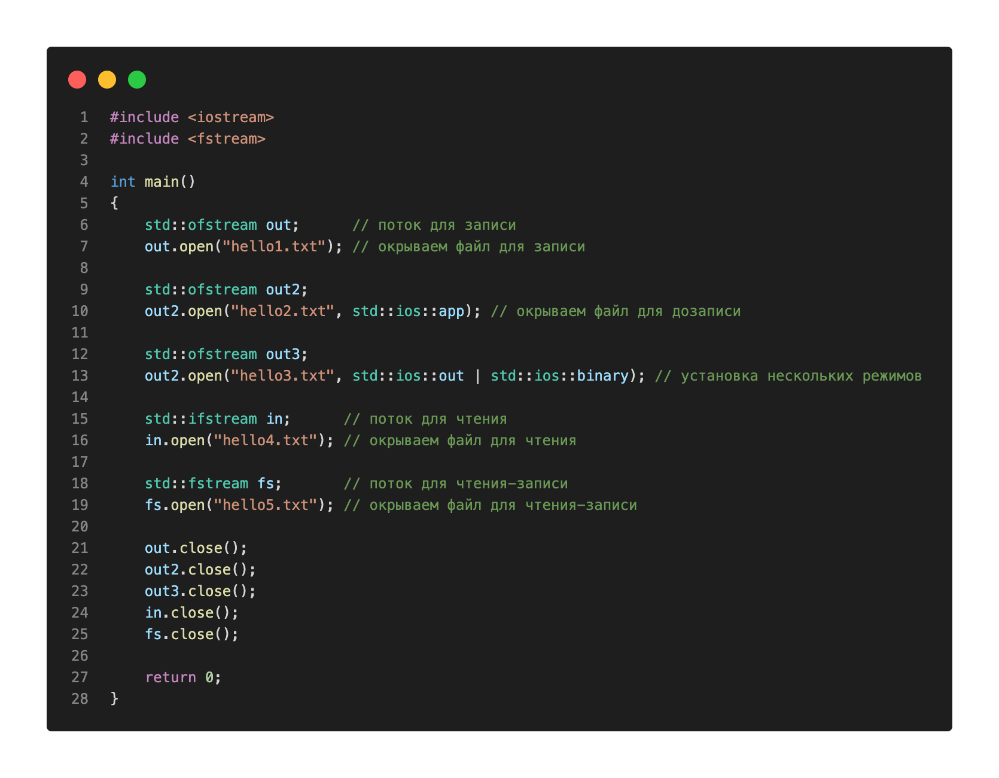 1 #include <iostream>
2 #include <fstream>
3
4 int main()
5 {
6     std::ofstream out;      // поток для записи
7     out.open("hello1.txt"); // окрываем файл для записи
8
9     std::ofstream out2;
10     out2.open("hello2.txt", std::ios::app); // окрываем файл для дозаписи
11
12     std::ofstream out3;
13     out2.open("hello3.txt", std::ios::out | std::ios::binary); // установка нескольких режимов
14
15     std::ifstream in;      // поток для чтения
16     in.open("hello4.txt"); // окрываем файл для чтения
17
18     std::fstream fs;       // поток для чтения-записи
19     fs.open("hello5.txt"); // окрываем файл для чтения-записи
20
21     out.close();
22     out2.close();
23     out3.close();
24     in.close();
25     fs.close();
26
27     return 0;
28 }